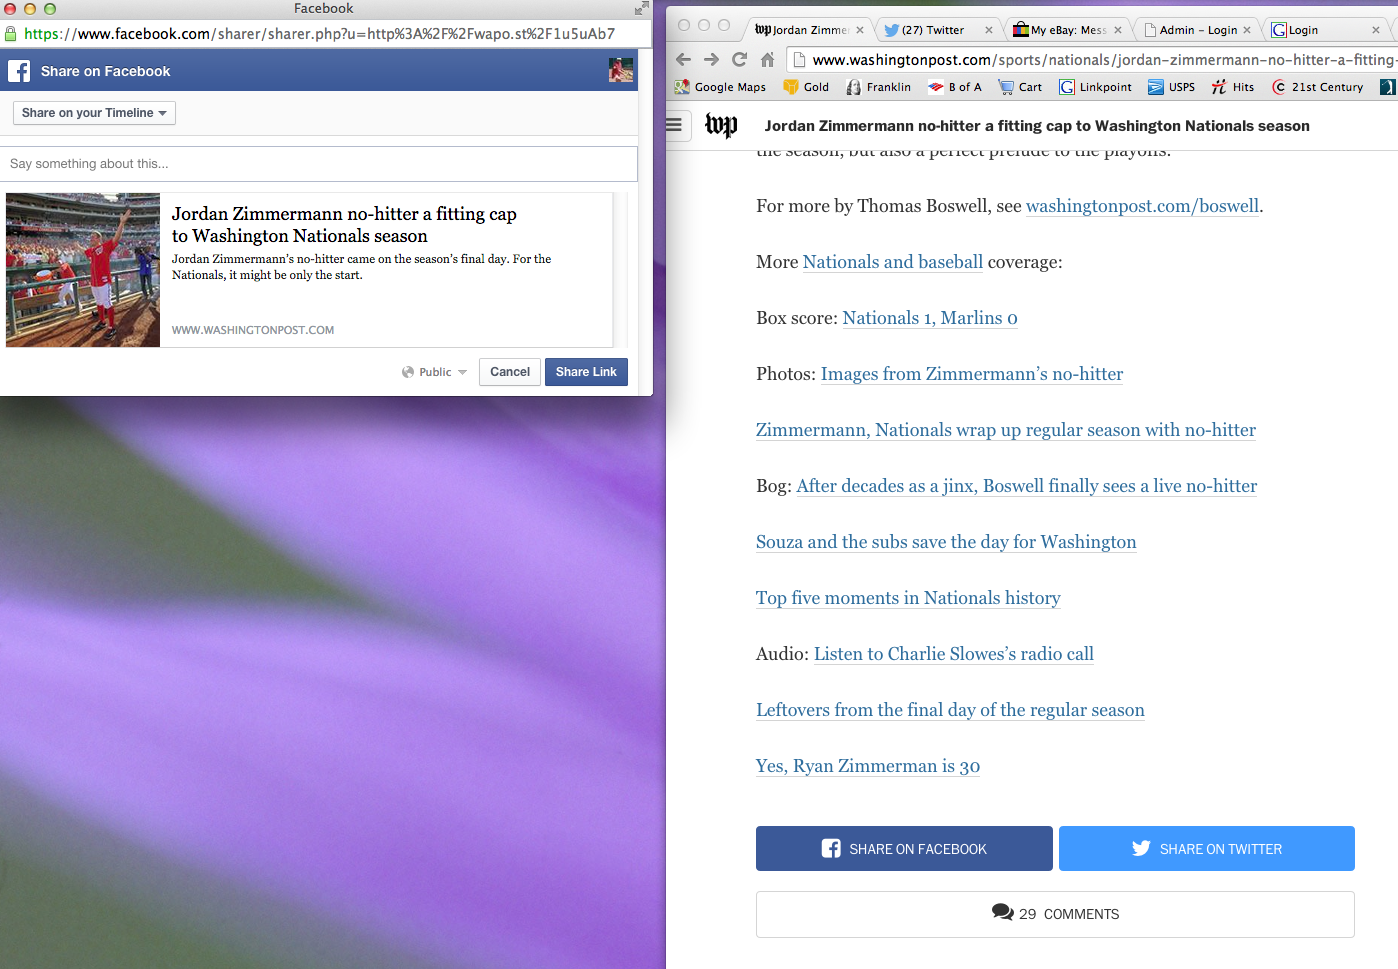 Facebook
https://www.facebook.com/sharer/sharer.php?u=http%3A%2F%2Fwapo.st%2F1u5uAb7
Share on Facebook
Share on your Timeline
Say something about this...
Jordan Zimmermann no-hitter a fitting cap
to Washington Nationals season
Jordan Zimmermann's no-hitter came on the season's final day. For the
Nationals, it might be only the start.
WWW.WASHINGTONPOST.COM
Public
Cancel
Share Link
wp Jordan Zimme
(27) Twitter
My eBay: Mess
Admin – Login
Login
www.washingtonpost.com/sports/nationals/jordan-zimmermann-no-hitter-a-fitting-
Google Maps
Gold
Franklin
B of A
Cart
Linkpoint
USPS
Hits
21st Century
wp
Jordan Zimmermann no-hitter a fitting cap to Washington Nationals season
the season, but also a perfect prelude to the playoffs.
For more by Thomas Boswell, see washingtonpost.com/boswell.
More Nationals and baseball coverage:
Box score: Nationals 1, Marlins 0
Photos: Images from Zimmermann's no-hitter
Zimmermann, Nationals wrap up regular season with no-hitter
Bog: After decades as a jinx, Boswell finally sees a live no-hitter
Souza and the subs save the day for Washington
Top five moments in Nationals history
Audio: Listen to Charlie Slowes's radio call
Leftovers from the final day of the regular season
Yes, Ryan Zimmerman is 30
SHARE ON FACEBOOK
SHARE ON TWITTER
29 COMMENTS